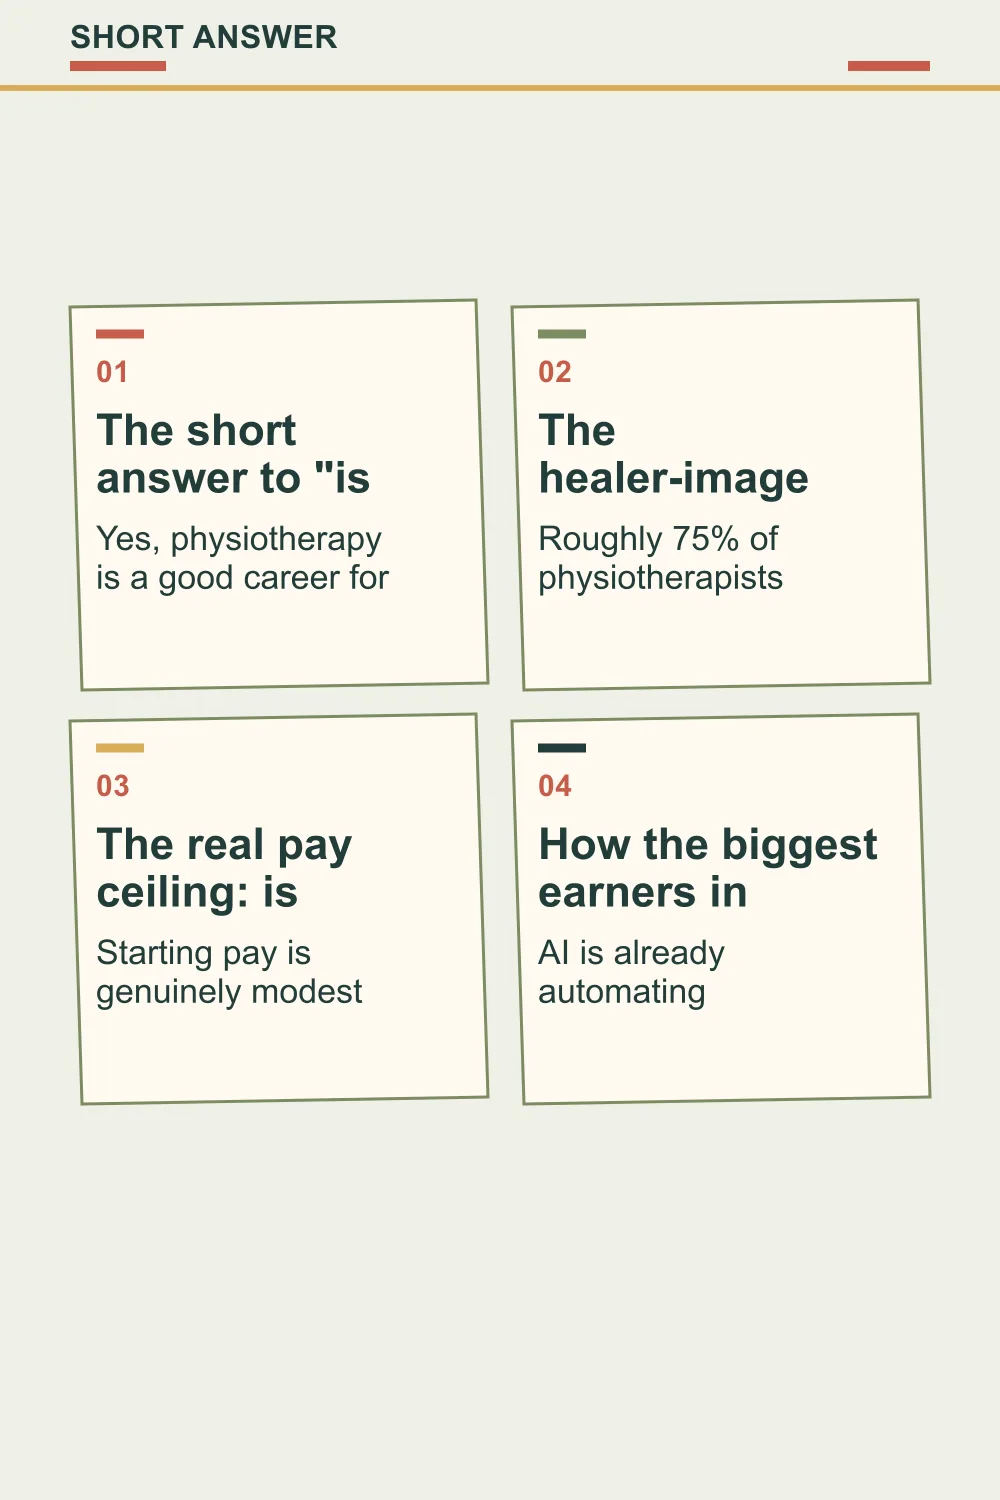 SHORT ANSWER
01
The short
answer to "is
Yes, physiotherapy
is a good career for
02
The
healer-image
Roughly 75% of
physiotherapists
03
The real pay
ceiling: is
Starting pay is
genuinely modest
04
How the biggest
earners in
AI is already
automating